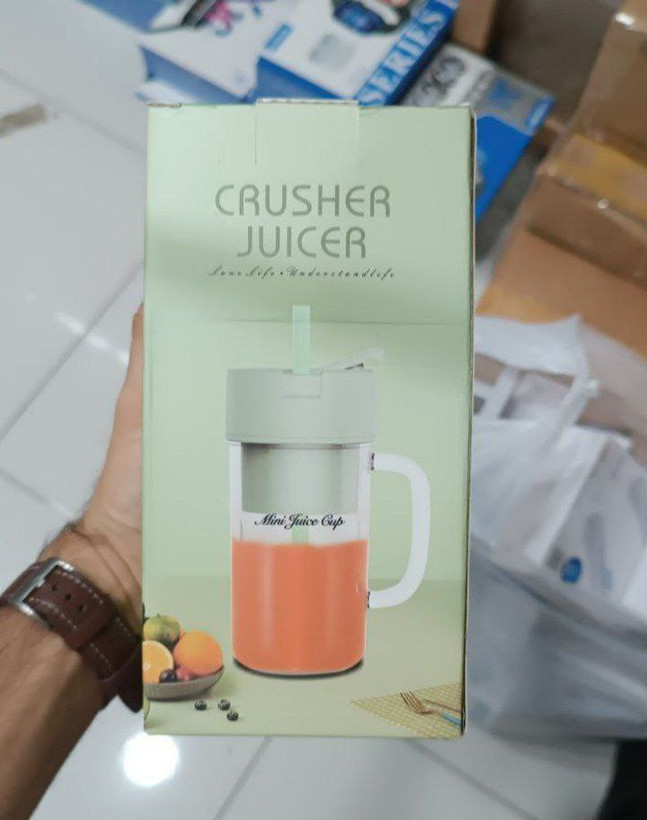 SERIES
CRUSHER
JUICER
Love Life • Understandlife
Mini Juice Cup